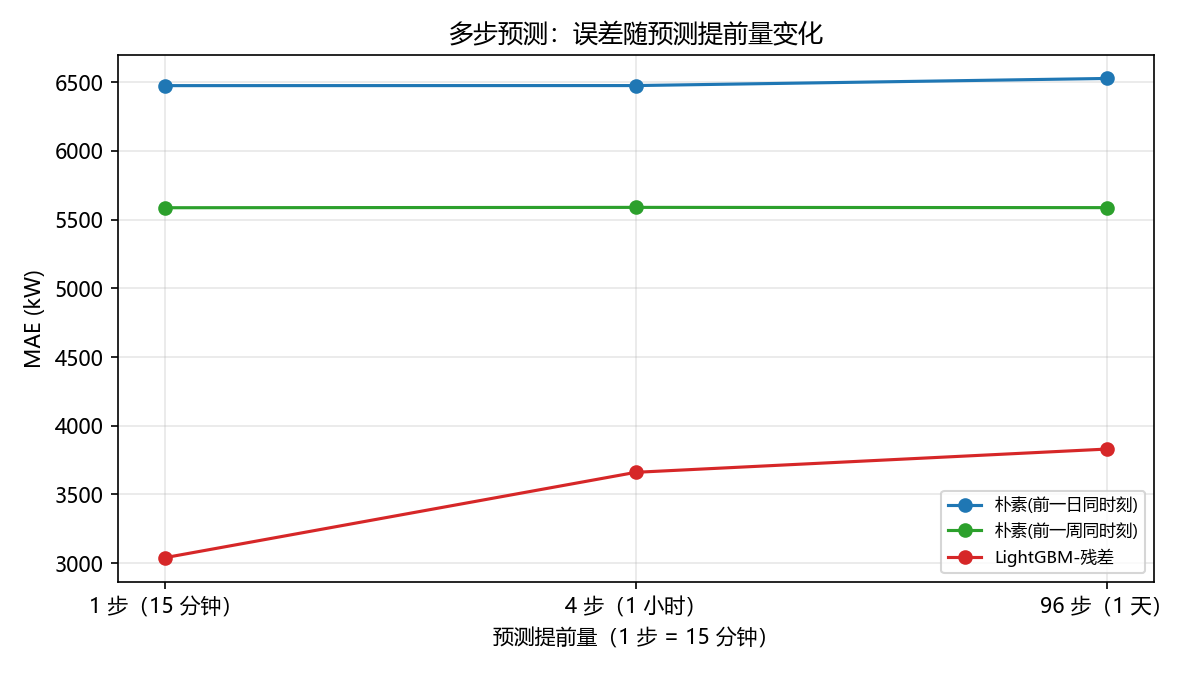 多步预测：误差随预测提前量变化
MAE (kW)
6500
6000
5500
5000
4500
4000
3500
3000
朴素(前一日同时刻)
朴素(前一周同时刻)
LightGBM-残差
1 步（15 分钟）
4 步（1 小时）
96 步（1 天）
预测提前量（1 步 = 15 分钟）